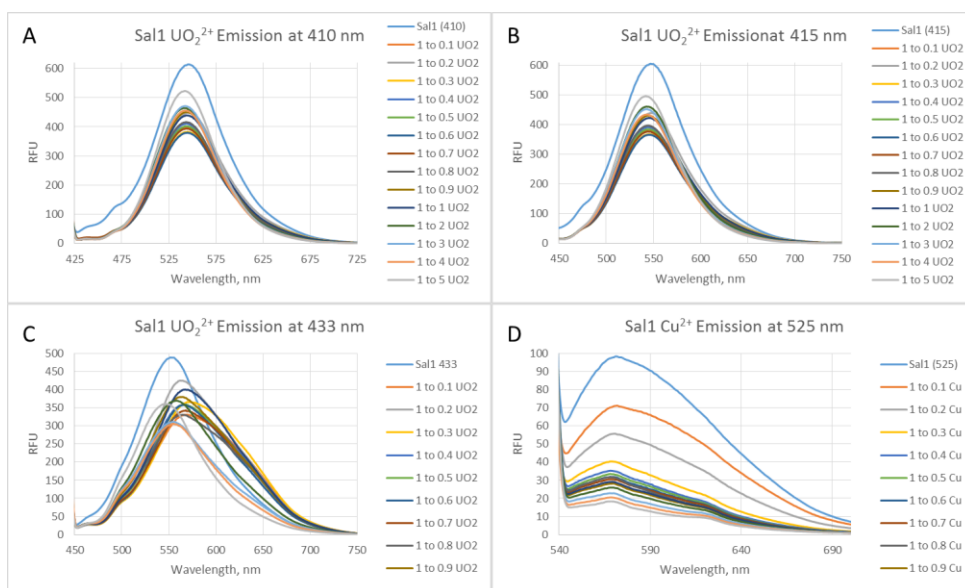 A
Sal1 UO₂²⁺ Emission at 410 nm
600
500
400
300
200
100
0
RFU
425 475 525 575 625 675 725
Wavelength, nm
Sal1 (410)
1 to 0.1 UO2
1 to 0.2 UO2
1 to 0.3 UO2
1 to 0.4 UO2
1 to 0.5 UO2
1 to 0.6 UO2
1 to 0.7 UO2
1 to 0.8 UO2
1 to 0.9 UO2
1 to 1 UO2
1 to 2 UO2
1 to 3 UO2
1 to 4 UO2
1 to 5 UO2
B
Sal1 UO₂²⁺ Emissionat 415 nm
600
500
400
300
200
100
0
RFU
450 500 550 600 650 700 750
Wavelength, nm
Sal1 (415)
1 to 0.1 UO2
1 to 0.2 UO2
1 to 0.3 UO2
1 to 0.4 UO2
1 to 0.5 UO2
1 to 0.6 UO2
1 to 0.7 UO2
1 to 0.8 UO2
1 to 0.9 UO2
1 to 1 UO2
1 to 2 UO2
1 to 3 UO2
1 to 4 UO2
1 to 5 UO2
C
Sal1 UO₂²⁺ Emission at 433 nm
500
450
400
350
300
250
200
150
100
50
0
RFU
450 500 550 600 650 700 750
Wavelength, nm
Sal1 433
1 to 0.1 UO2
1 to 0.2 UO2
1 to 0.3 UO2
1 to 0.4 UO2
1 to 0.5 UO2
1 to 0.6 UO2
1 to 0.7 UO2
1 to 0.8 UO2
1 to 0.9 UO2
D
Sal1 Cu²⁺ Emission at 525 nm
100
90
80
70
60
50
40
30
20
10
0
RFU
540 590 640 690
Wavelength, nm
Sal1 (525)
1 to 0.1 Cu
1 to 0.2 Cu
1 to 0.3 Cu
1 to 0.4 Cu
1 to 0.5 Cu
1 to 0.6 Cu
1 to 0.7 Cu
1 to 0.8 Cu
1 to 0.9 Cu